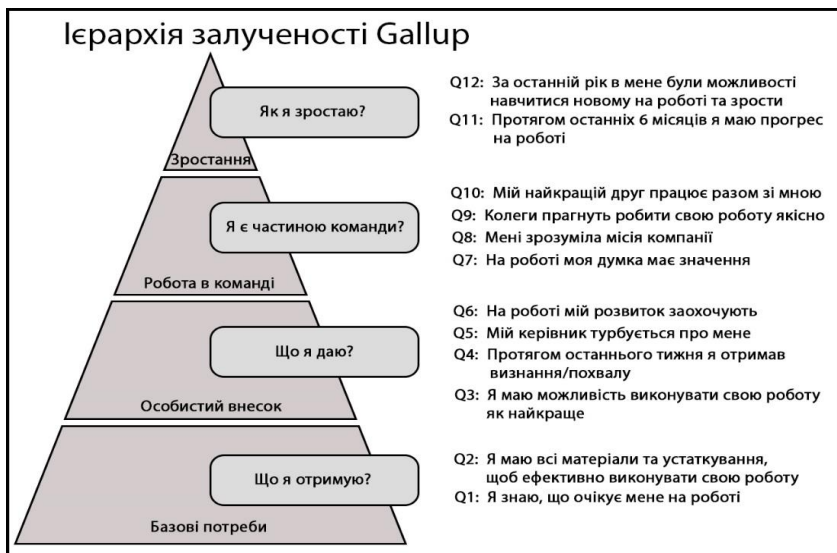 Ієрархія залученості Gallup
Як я зростаю?
Зростання
Q12: За останній рік в мене були можливості
навчитися новому на роботі та зрости
Q11: Протягом останніх 6 місяців я маю прогрес
на роботі
Я є частиною команди?
Робота в команді
Q10: Мій найкращій друг працює разом зі мною
Q9: Колеги прагнуть робити свою роботу якісно
Q8: Мені зрозуміла місія компанії
Q7: На роботі моя думка має значення
Що я даю?
Особистий внесок
Q6: На роботі мій розвиток заохочують
Q5: Мій керівник турбується про мене
Q4: Протягом останнього тижня я отримав
визнання/похвалу
Q3: Я маю можливість виконувати свою роботу
як найкраще
Що я отримую?
Базові потреби
Q2: Я маю всі матеріали та устаткування,
щоб ефективно виконувати свою роботу
Q1: Я знаю, що очікує мене на роботі